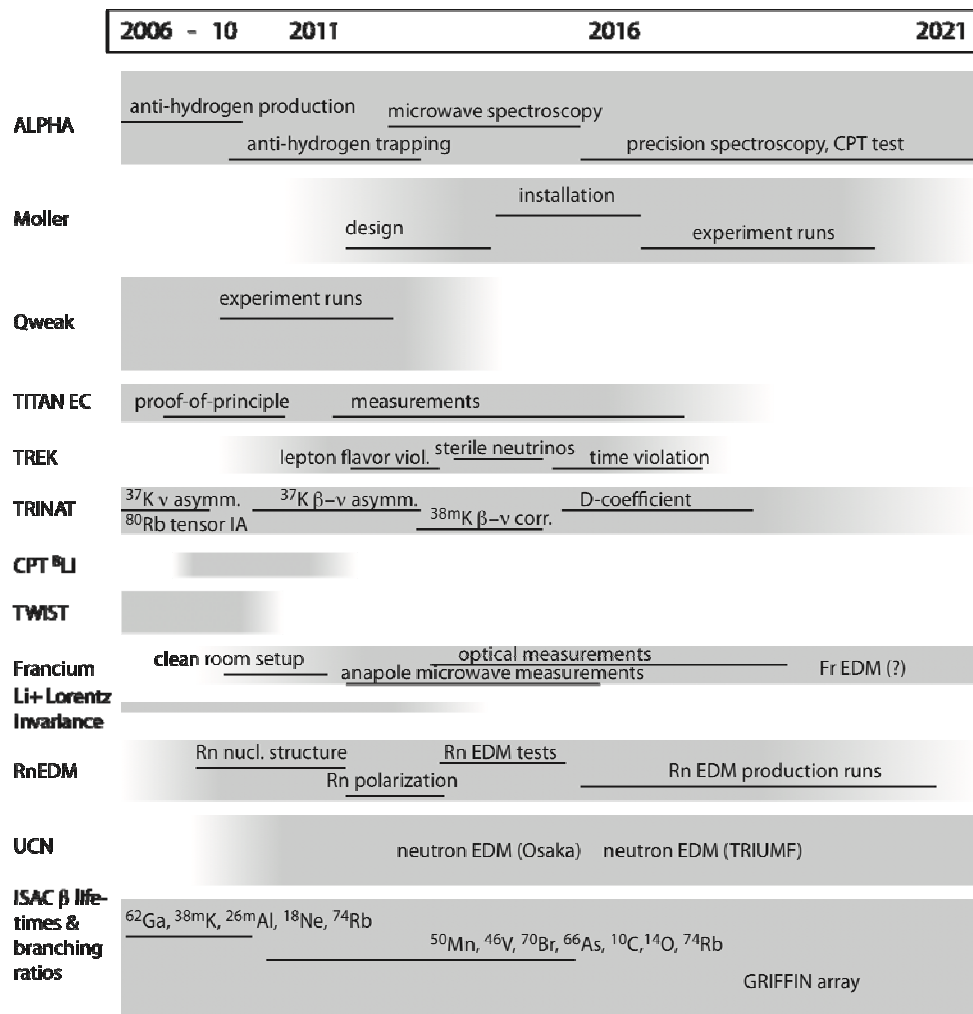 2006 - 10 2011 2016 2021
ALPHA
anti-hydrogen production
microwave spectroscopy
anti-hydrogen trapping
precision spectroscopy, CPT test
Moller
installation
design
experiment runs
Qweak
experiment runs
TITAN EC
proof-of-principle
measurements
TREK
lepton flavor viol.
sterile neutrinos
time violation
TRINAT
³⁷K ν asymm.
³⁷K β–ν asymm.
D-coefficient
⁸⁰Rb tensor IA
³⁸ᵐK β–ν corr.
CPT ⁸LI
TWIST
Francium
clean room setup
optical measurements
anapole microwave measurements
Fr EDM (?)
Li+ Lorentz
Invariance
RnEDM
Rn nucl. structure
Rn EDM tests
Rn polarization
Rn EDM production runs
UCN
neutron EDM (Osaka)
neutron EDM (TRIUMF)
ISAC β life-
times &
branching
ratios
⁶²Ga, ³⁸ᵐK, ²⁶ᵐAl, ¹⁸Ne, ⁷⁴Rb
⁵⁰Mn, ⁴⁶V, ⁷⁰Br, ⁶⁶As, ¹⁰C,¹⁴O, ⁷⁴Rb
GRIFFIN array